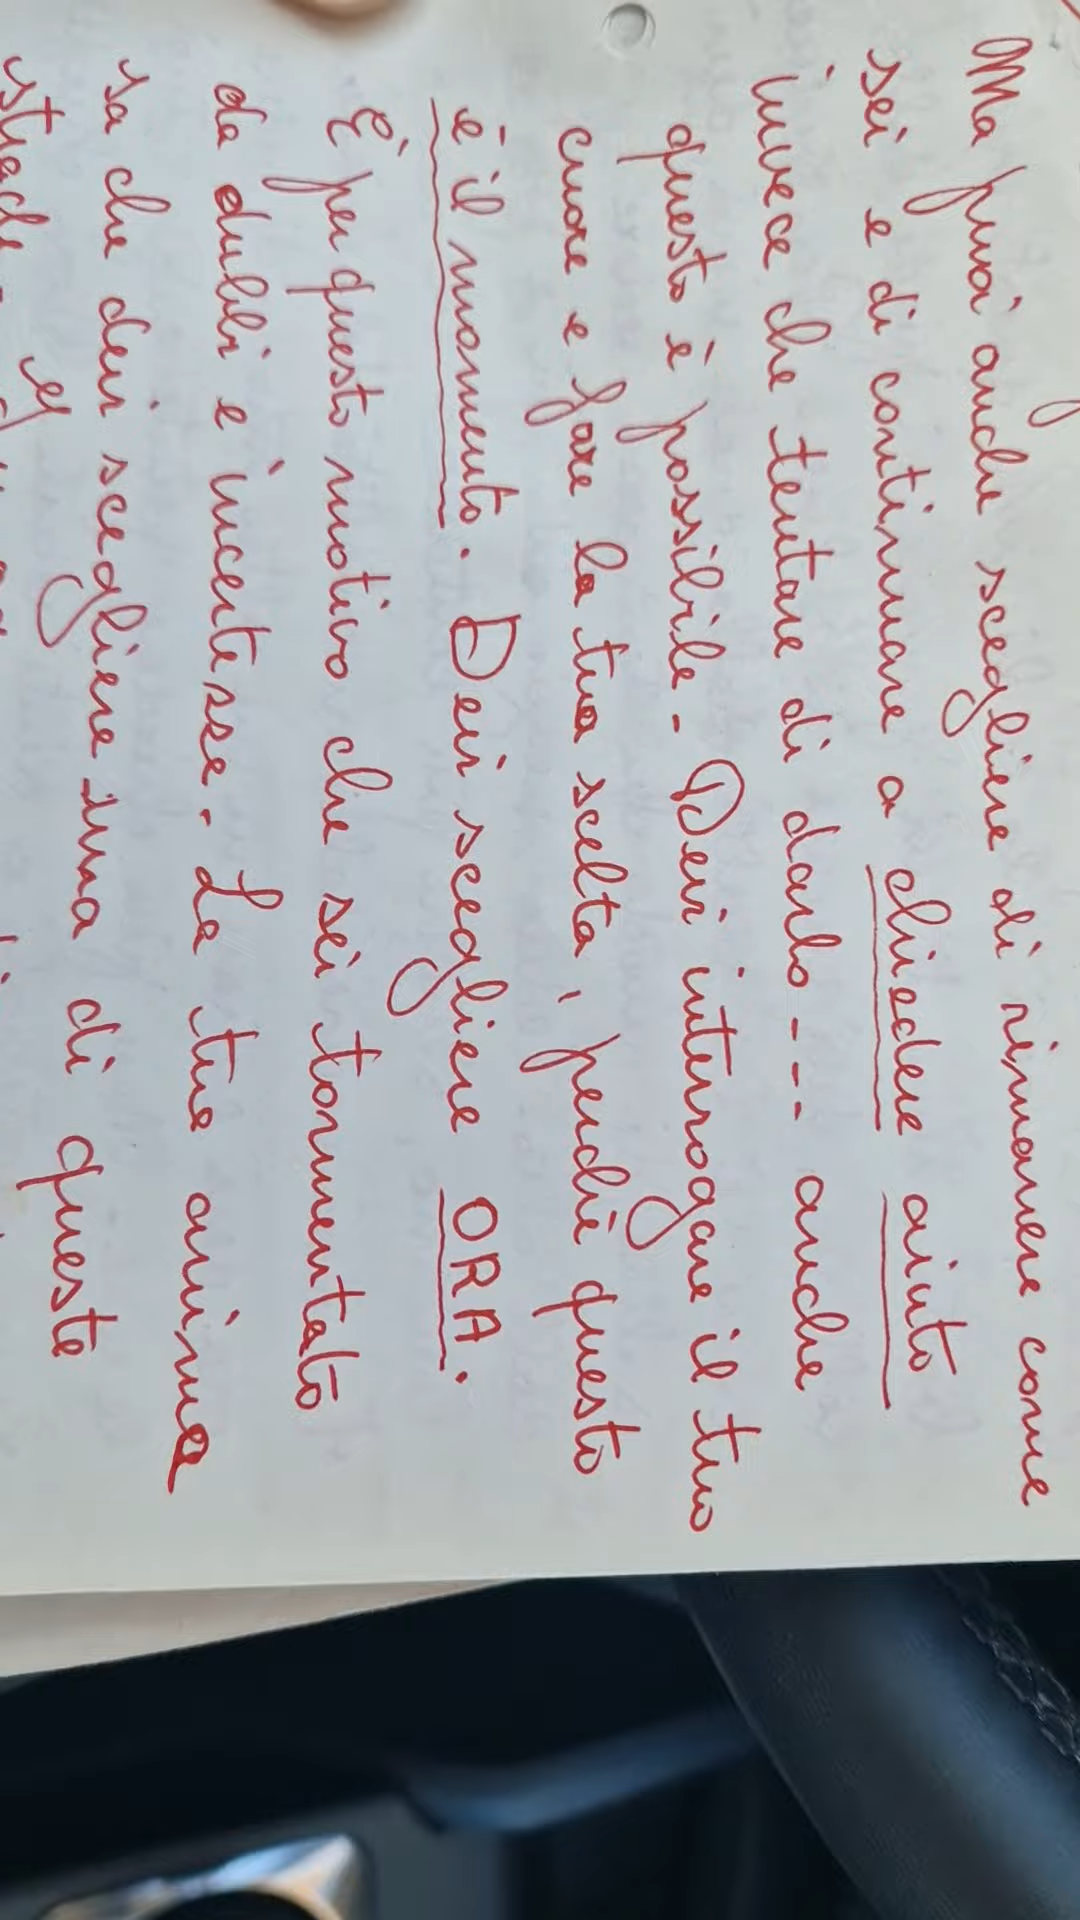 Ma puoi anche scegliere di rimanere come
sei e di continuare a chiedere aiuto
invece che tentare di darlo --- anche
questo è possibile. Devi interrogare il tuo
cuore e fare la tua scelta, perché questo
è il momento. Devi scegliere ORA.
È per questo motivo che sei tormentato
da dubbi e incertezze. La tua anima
sa che devi scegliere una di queste